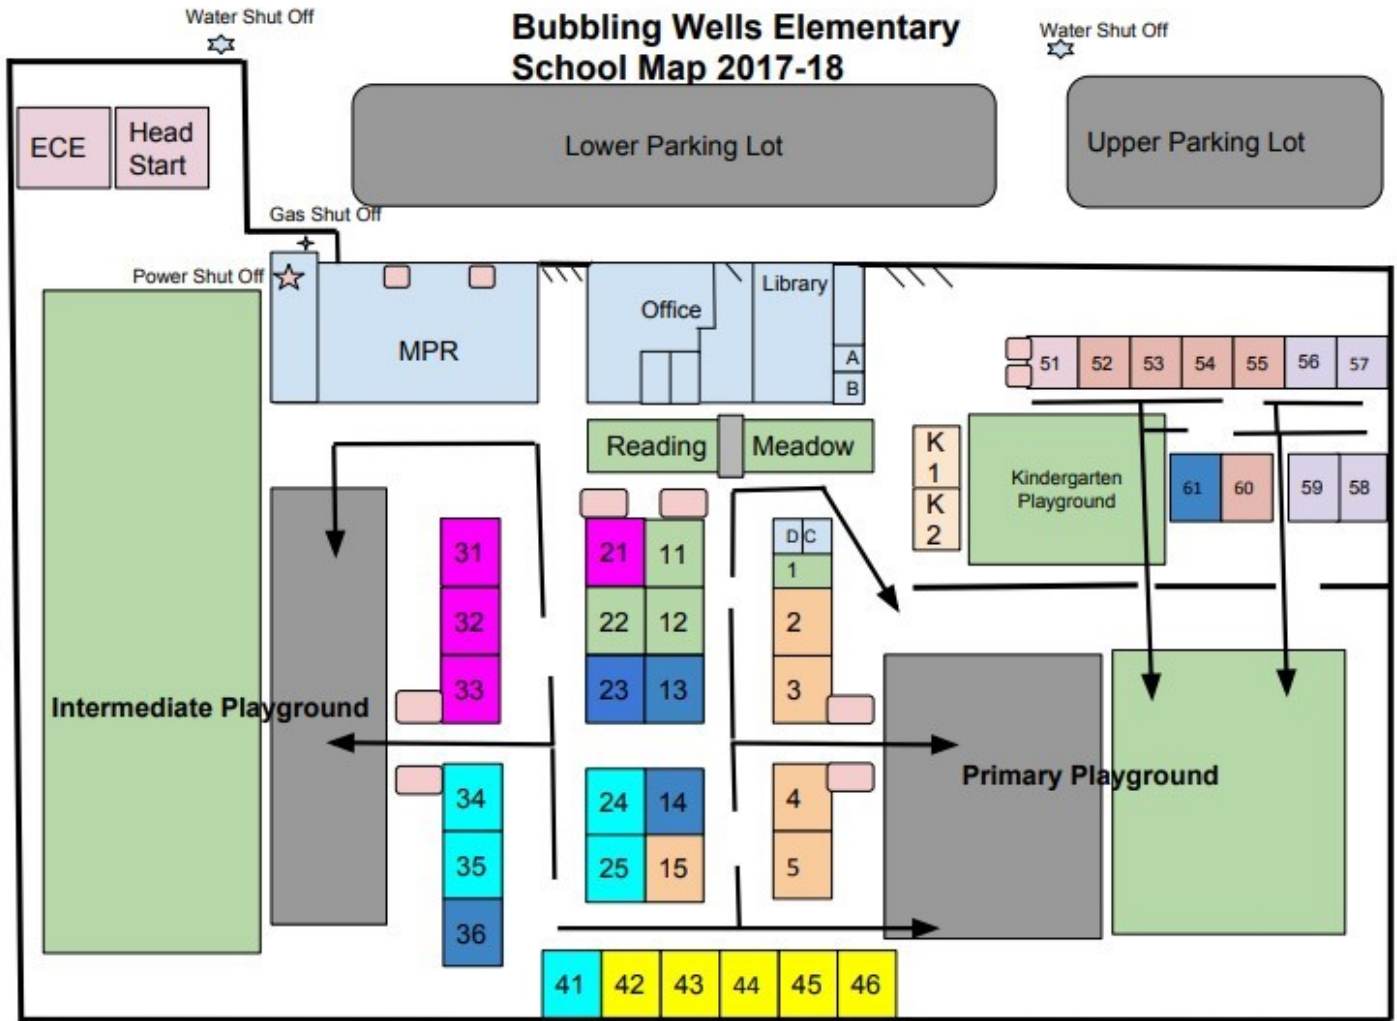 Water Shut Off
Bubbling Wells Elementary
School Map 2017-18
Water Shut Off
ECE
Head
Start
Lower Parking Lot
Upper Parking Lot
Gas Shut Off
Power Shut Off
MPR
Office
Library
A
B
51 52 53 54 55 56 57
Reading Meadow
K
1
K
2
Kindergarten
Playground
61 60 59 58
31
32
33
21 11
22 12
23 13
D C
1
2
3
Intermediate Playground
Primary Playground
34
35
36
24 14
25 15
4
5
41 42 43 44 45 46